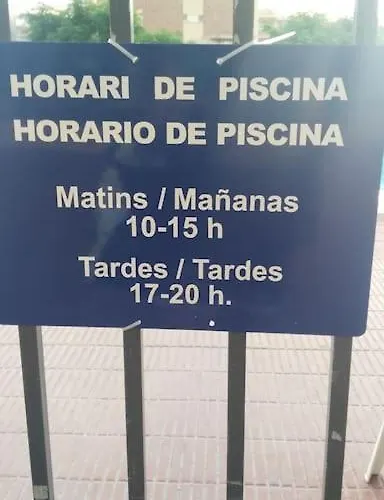 HORARI DE PISCINA
HORARIO DE PISCINA
Matins / Mañanas
10-15 h
Tardes / Tardes
17-20 h.